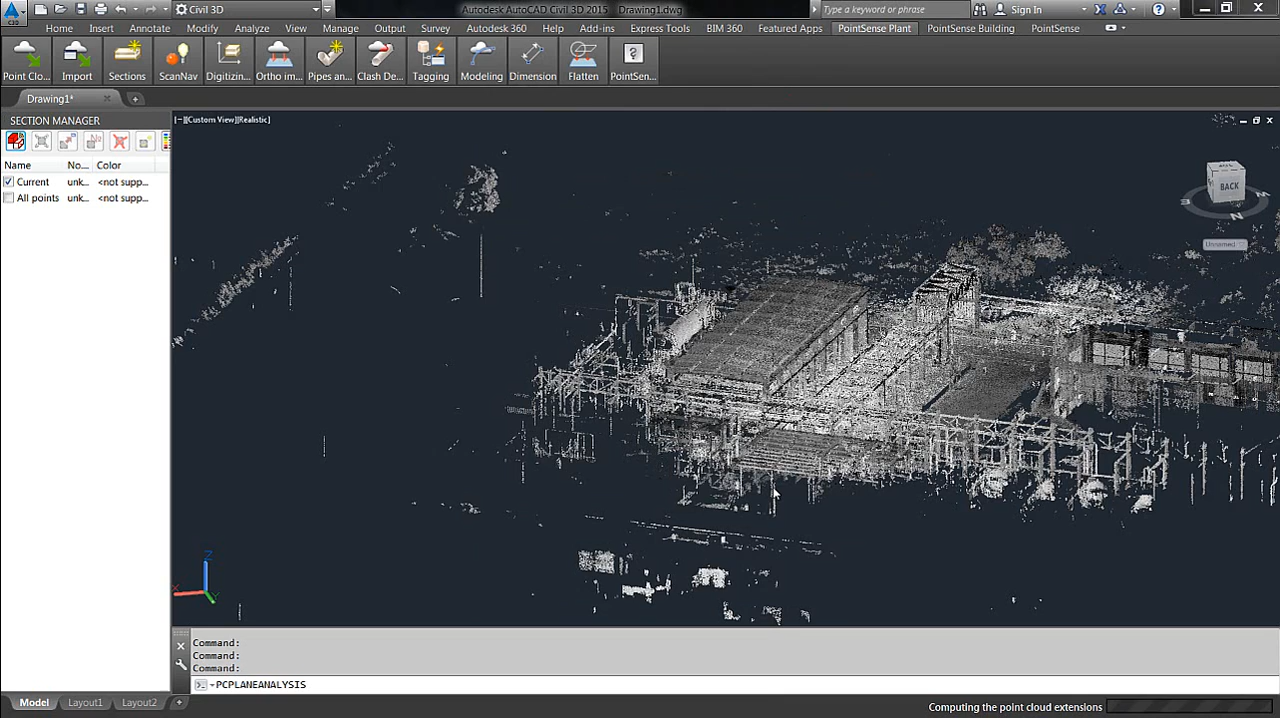 Civil 3D
Autodesk AutoCAD Civil 3D 2015 Drawing1.dwg
Type a keyword or phrase
Sign In
Home Insert Annotate Modify Analyze View Manage Output Survey Autodesk 360 Help Add-ins Express Tools BIM 360 Featured Apps PointSense Plant PointSense Building PointSense
Point Clo... Import Sections ScanNav Digitizin... Ortho im... Pipes an... Clash De... Tagging Modeling Dimension Flatten PointSen...
Drawing1*
SECTION MANAGER
[−][Custom View][Realistic]
Name No.... Color
Current unk... <not supp...
All points unk... <not supp...
BACK
N
Unnamed
Z
X
Command:
Command:
Command:
PCPLANEANALYSIS
Model Layout1 Layout2
Computing the point cloud extensions